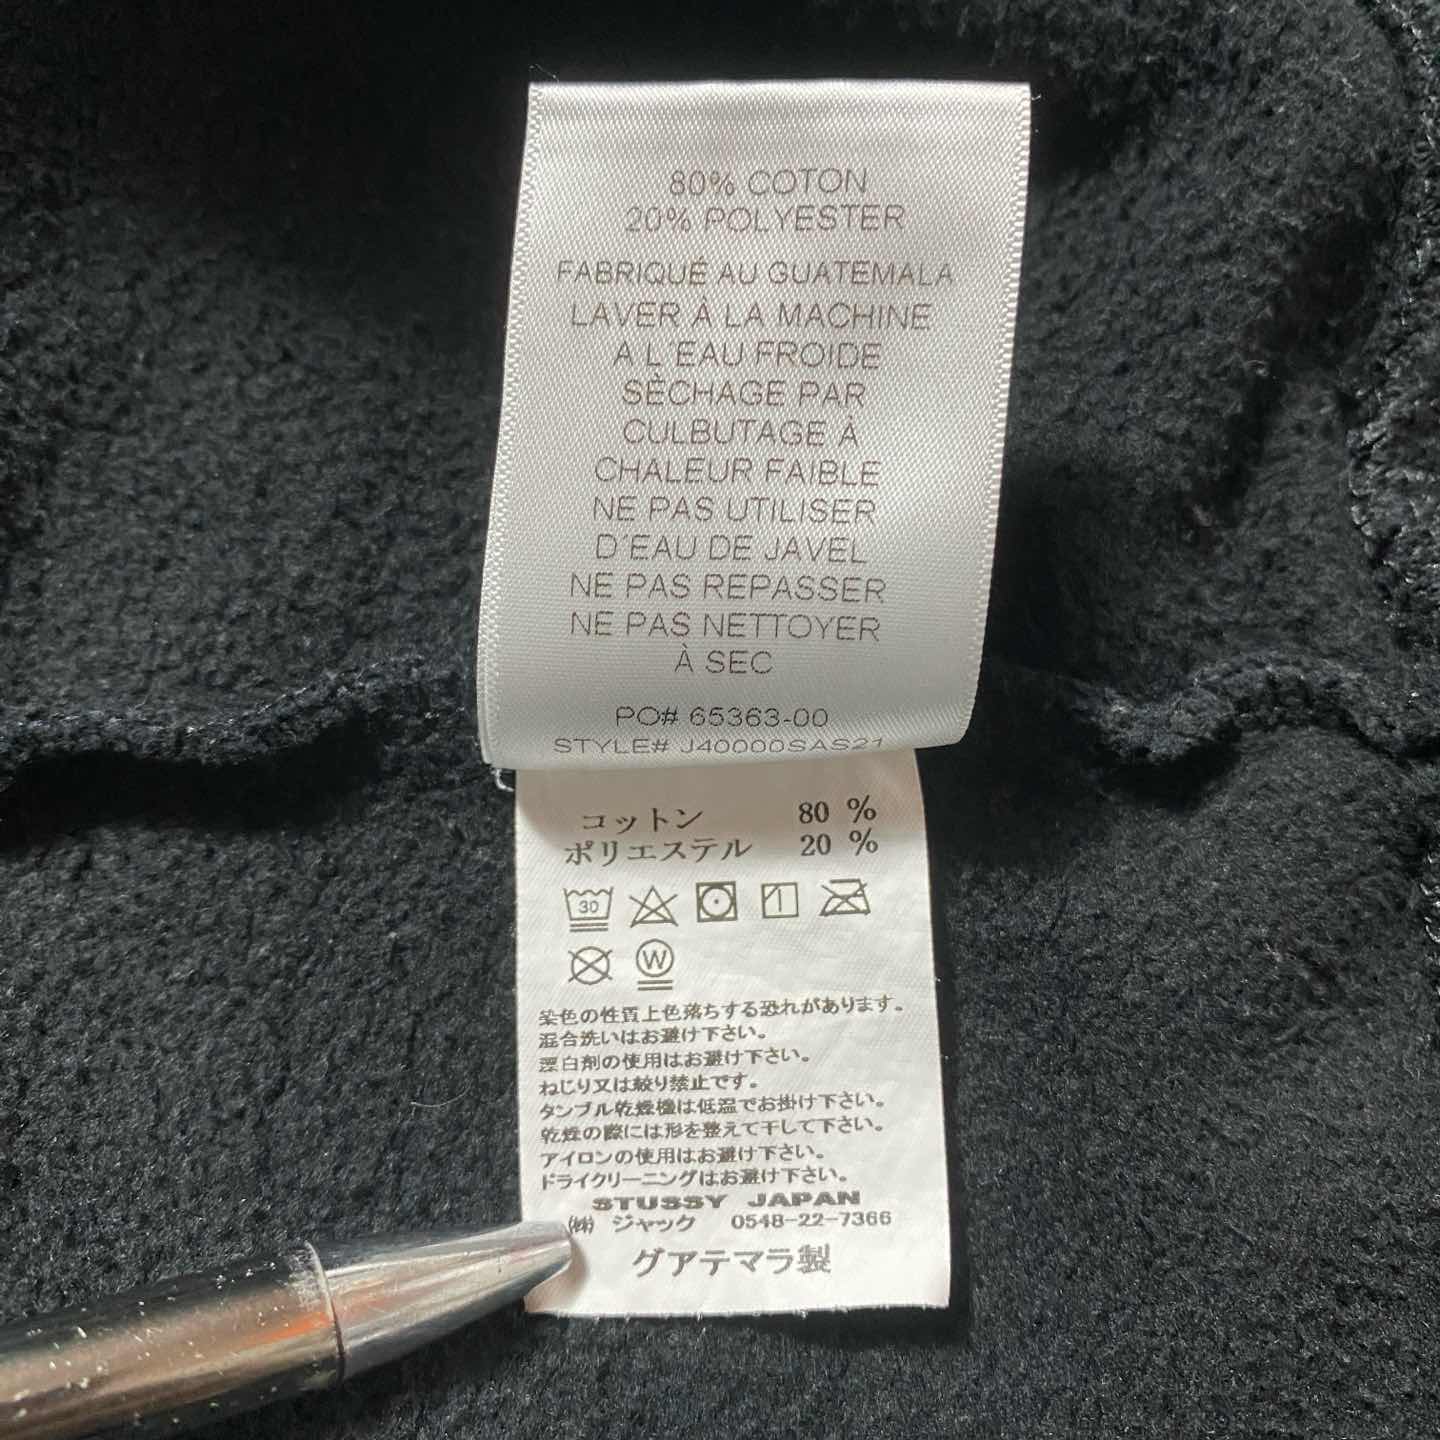 80% COTON
20% POLYESTER
FABRIQUÉ AU GUATEMALA
LAVER À LA MACHINE
A L'EAU FROIDE
SÈCHAGE PAR
CULBUTAGE À
CHALEUR FAIBLE
NE PAS UTILISER
D'EAU DE JAVEL
NE PAS REPASSER
NE PAS NETTOYER
À SEC
PO# 65363-00
STYLE# J40000SAS21
コットン 80 %
ポリエステル 20 %
30
W
染色の性質上色落ちする恐れがあります。
混合洗いはお避け下さい。
漂白剤の使用はお避け下さい。
ねじり又は絞り禁止です。
タンブル乾燥機は低温でお掛け下さい。
乾燥の際には形を整えて干して下さい。
アイロンの使用はお避け下さい。
ドライクリーニングはお避け下さい。
STUSSY JAPAN
㈱ ジャック 0548-22-7366
グアテマラ製